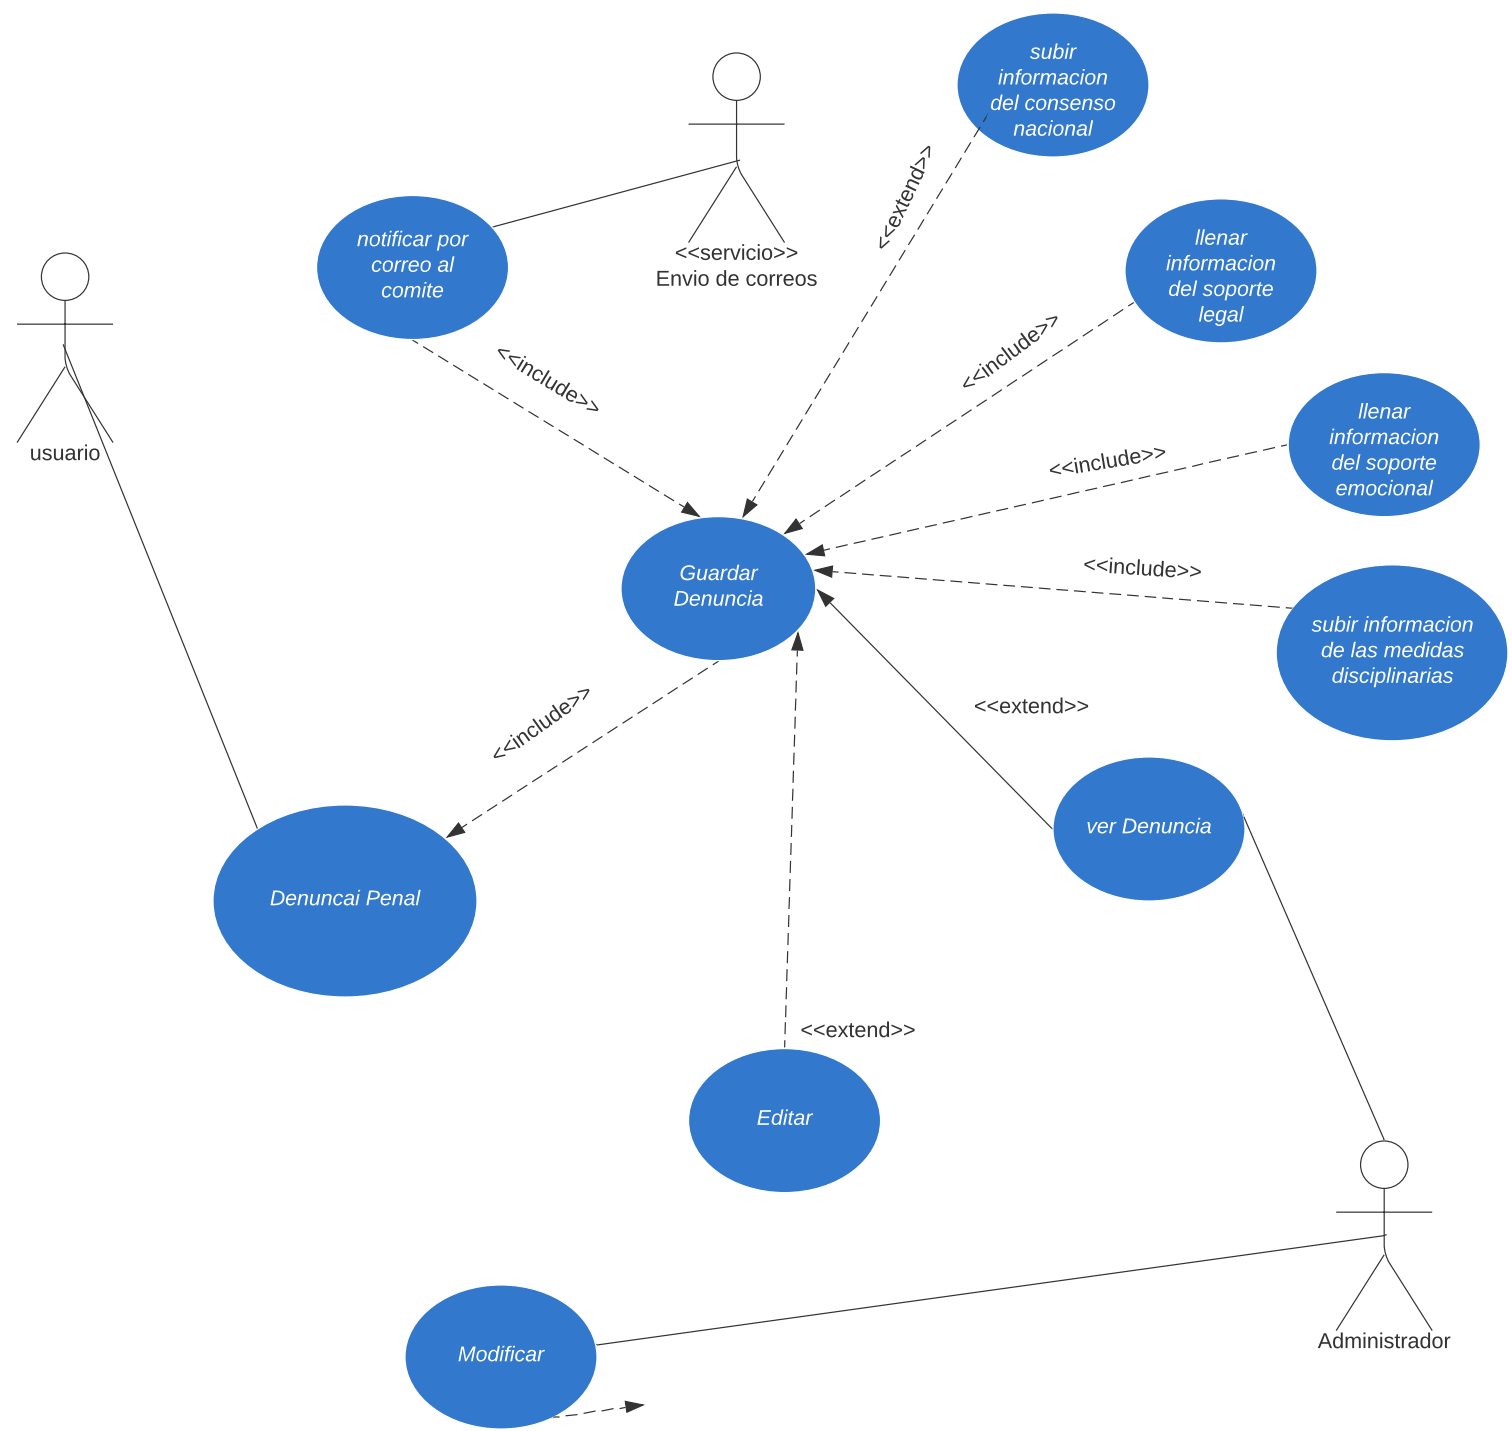 subir
informacion
del consenso
nacional
<<extend>>
<<servicio>>
Envio de correos
notificar por
correo al
comite
llenar
informacion
del soporte
legal
<<include>>
<<include>>
usuario
llenar
informacion
del soporte
emocional
<<include>>
Guardar
Denuncia
<<include>>
subir informacion
de las medidas
disciplinarias
<<include>>
<<extend>>
ver Denuncia
Denuncai Penal
<<extend>>
Editar
Modificar
Administrador